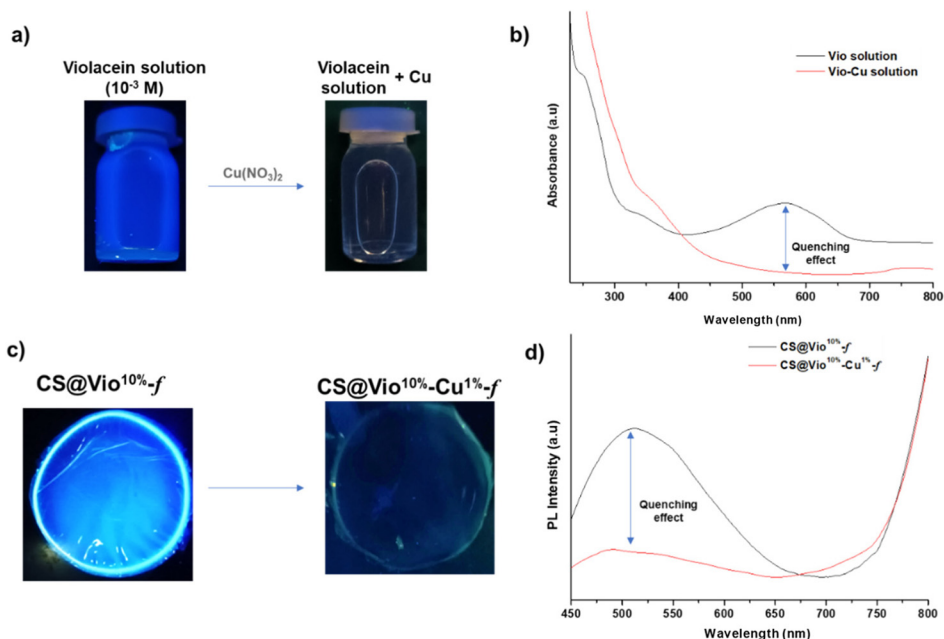 a)
Violacein solution
(10⁻³ M)
Cu(NO₃)₂
Violacein
solution + Cu
b)
Vio solution
Vio-Cu solution
Absorbance (a.u)
Quenching
effect
300 400 500 600 700 800
Wavelength (nm)
c)
CS@Vio¹⁰%-f
CS@Vio¹⁰%-Cu¹%-f
d)
CS@Vio¹⁰%-f
CS@Vio¹⁰%-Cu¹%-f
PL Intensity (a.u)
Quenching
effect
450 500 550 600 650 700 750 800
wavelength (nm)